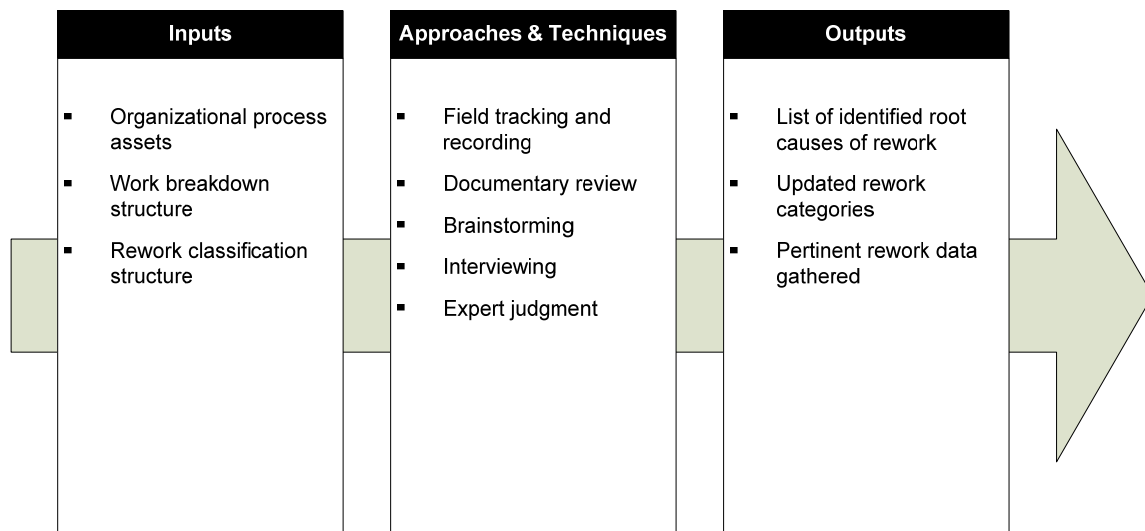 Inputs
▪ Organizational process
assets
▪ Work breakdown
structure
▪ Rework classification
structure
Approaches & Techniques
▪ Field tracking and
recording
▪ Documentary review
▪ Brainstorming
▪ Interviewing
▪ Expert judgment
Outputs
▪ List of identified root
causes of rework
▪ Updated rework
categories
▪ Pertinent rework data
gathered